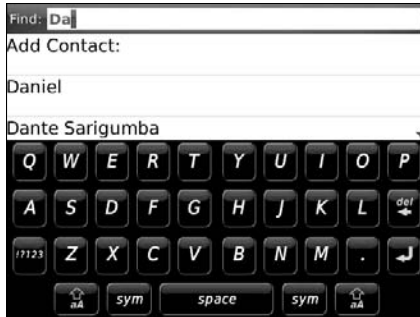 Find: Da
Add Contact:
Daniel
Dante Sarigumba
Q W E R T Y U I O P
A S D F G H J K L del
!?123 Z X C V B N M .
aA sym space sym aA